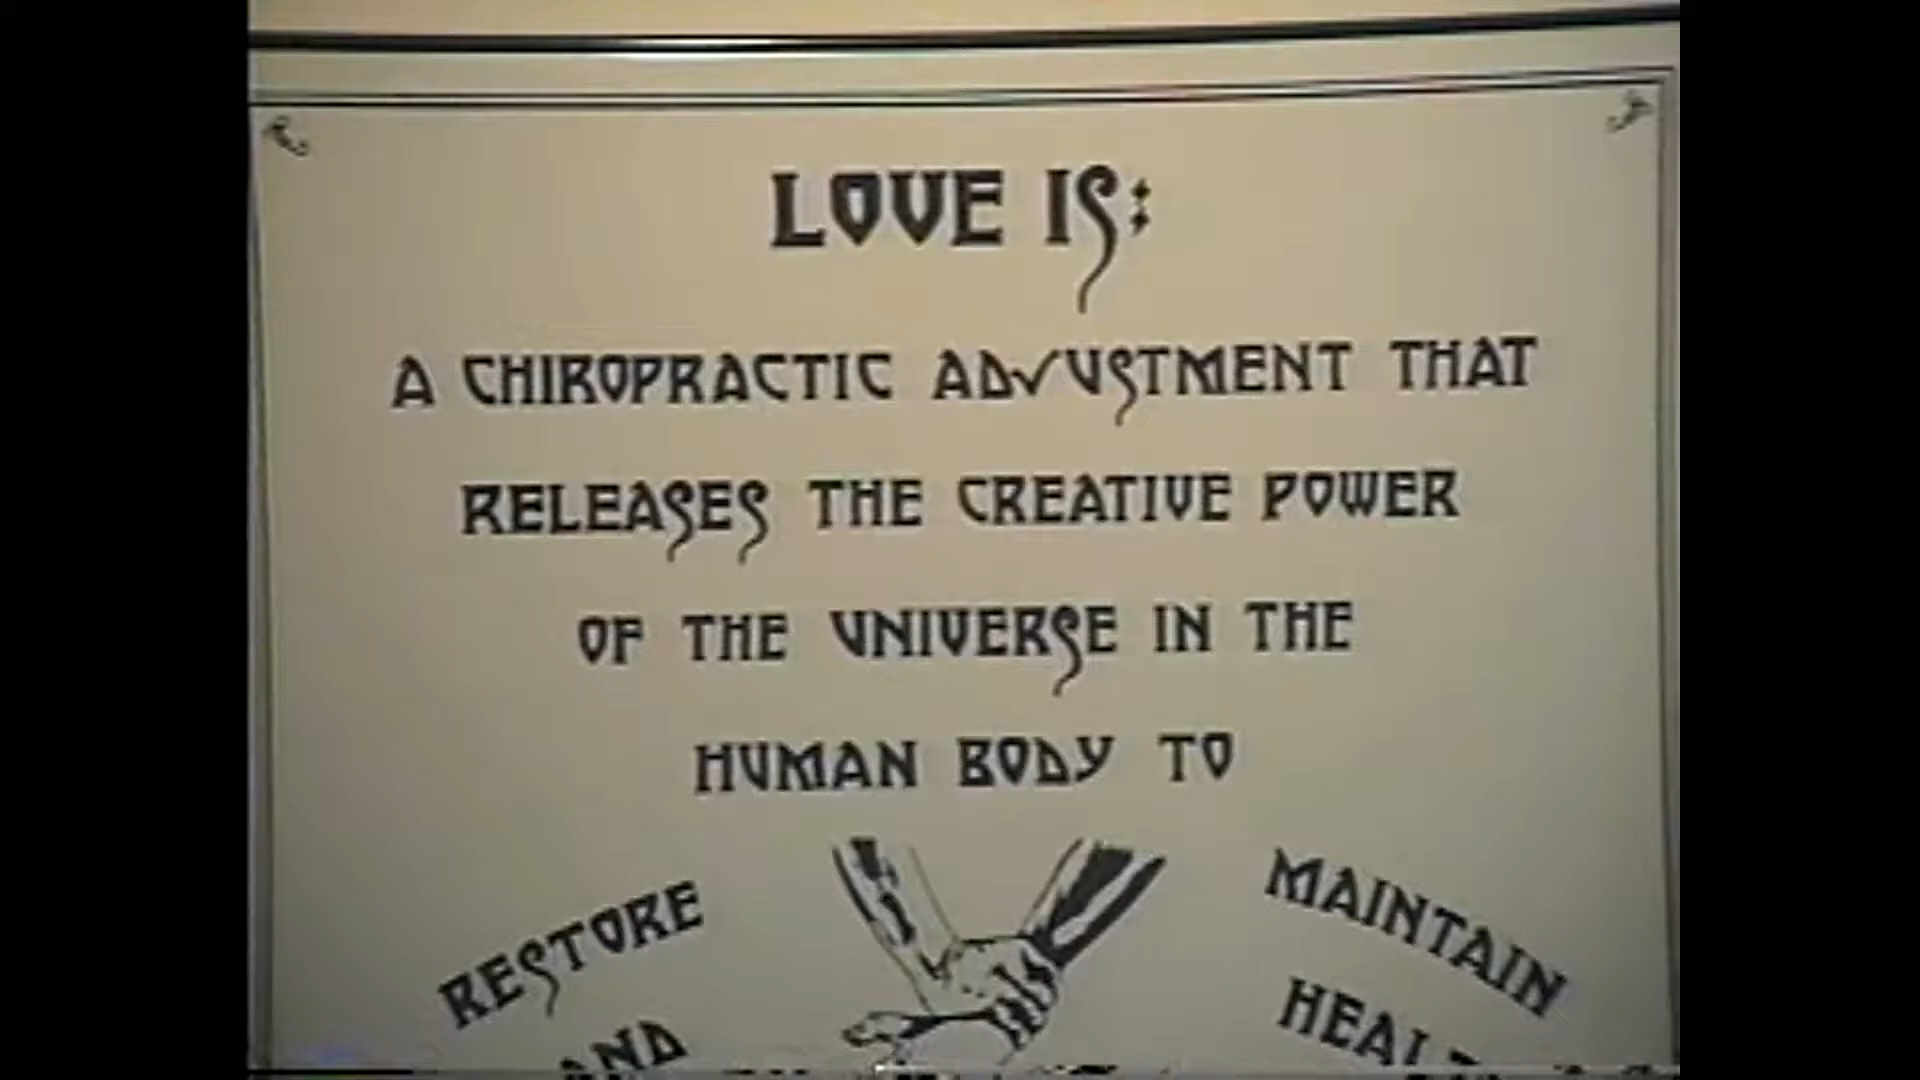 LOVE IS:
A CHIROPRACTIC ADJUSTMENT THAT
RELEASES THE CREATIVE POWER
OF THE UNIVERSE IN THE
HUMAN BODY TO
RESTORE
AND
MAINTAIN